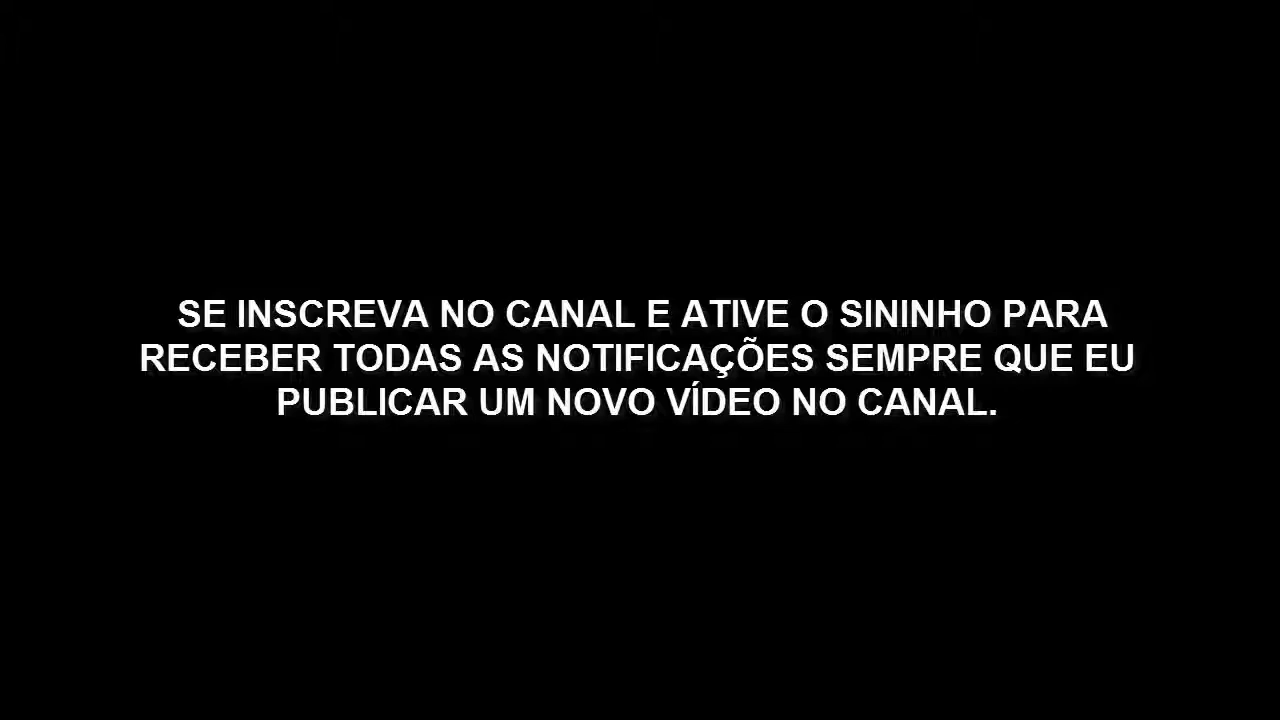 SE INSCREVA NO CANAL E ATIVE O SININHO PARA
RECEBER TODAS AS NOTIFICAÇÕES SEMPRE QUE EU
PUBLICAR UM NOVO VÍDEO NO CANAL.